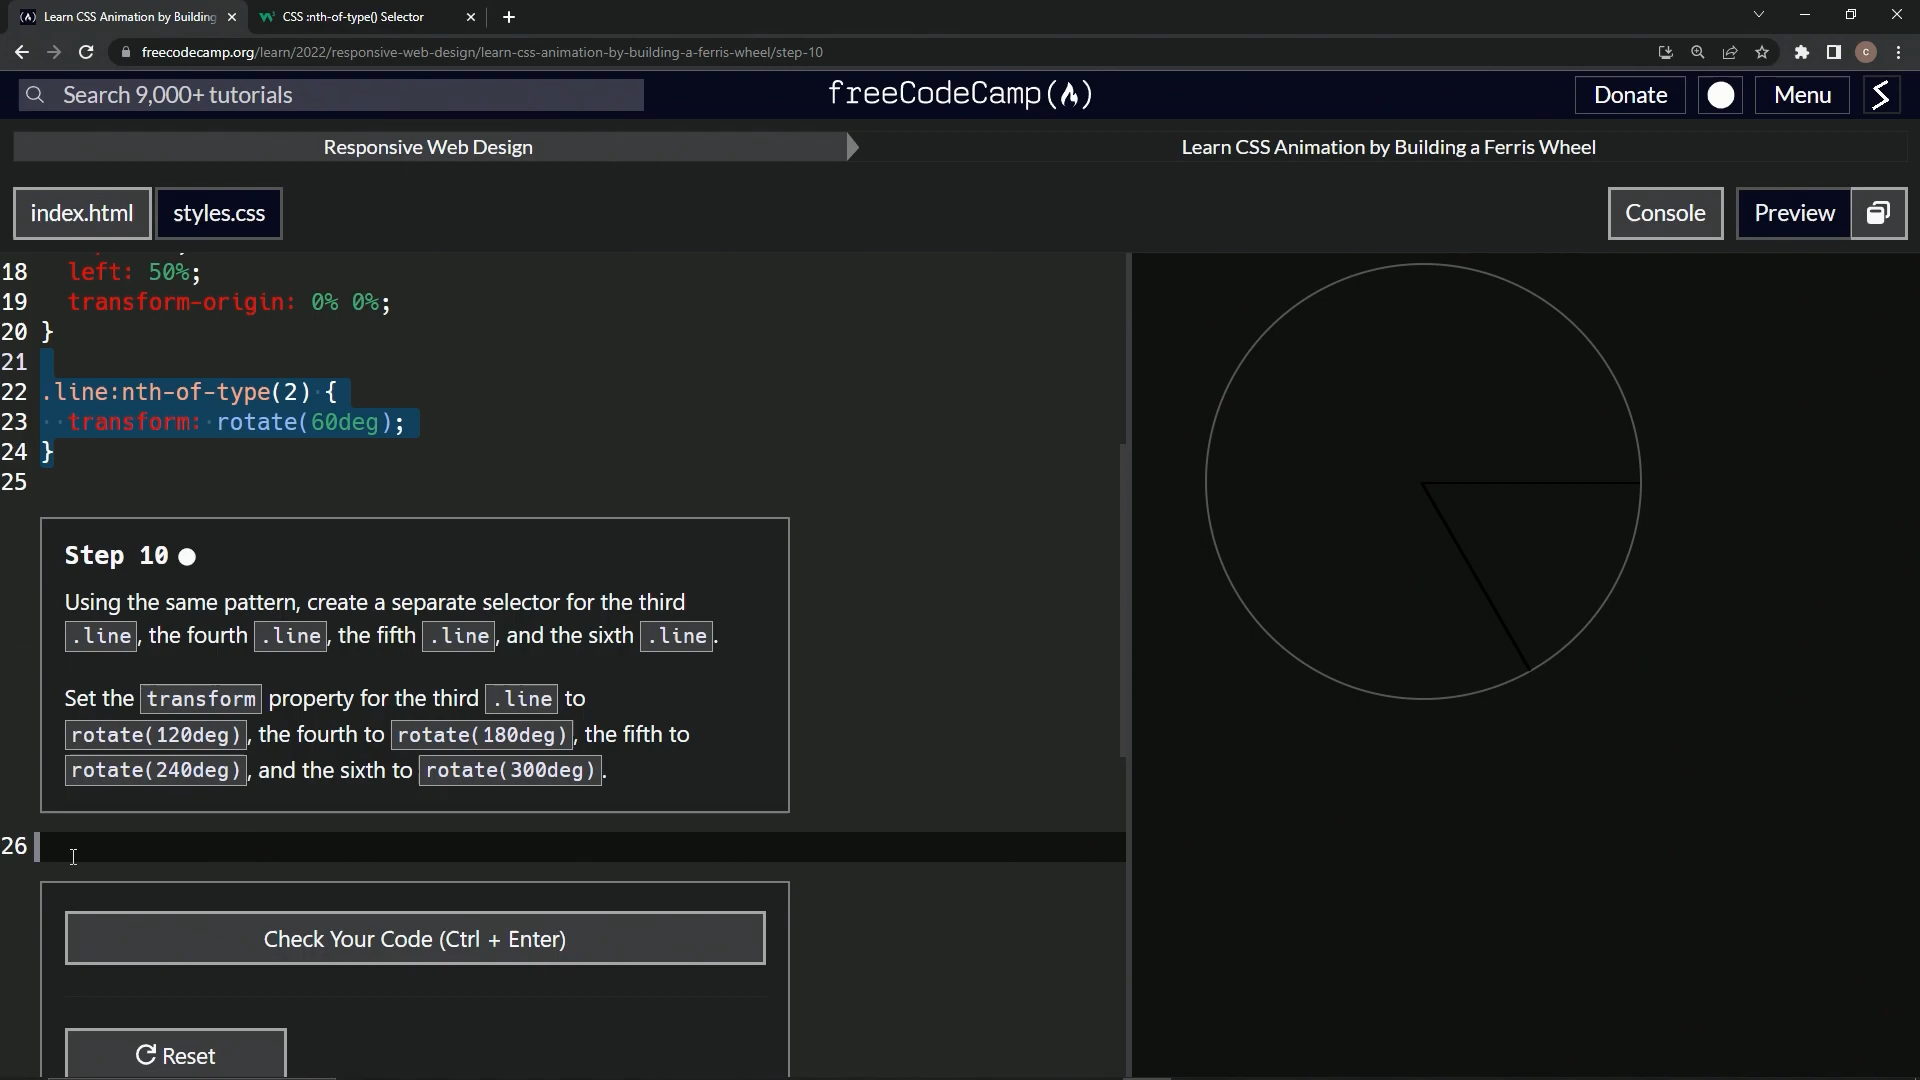 Learn CSS Animation by Building
CSS :nth-of-type() Selector
freecodecamp.org/learn/2022/responsive-web-design/learn-css-animation-by-building-a-ferris-wheel/step-10
C
Search 9,000+ tutorials
freeCodeCamp
Donate
Menu
Responsive Web Design
Learn CSS Animation by Building a Ferris Wheel
index.html
styles.css
Console
Preview
18 left: 50%;
19 transform-origin: 0% 0%;
20 }
21
22 .line:nth-of-type(2) {
23 transform: rotate(60deg);
24 }
25
Step 10
Using the same pattern, create a separate selector for the third
.line, the fourth .line, the fifth .line, and the sixth .line.
Set the transform property for the third .line to
rotate(120deg), the fourth to rotate(180deg), the fifth to
rotate(240deg), and the sixth to rotate(300deg).
26
Check Your Code (Ctrl + Enter)
Reset